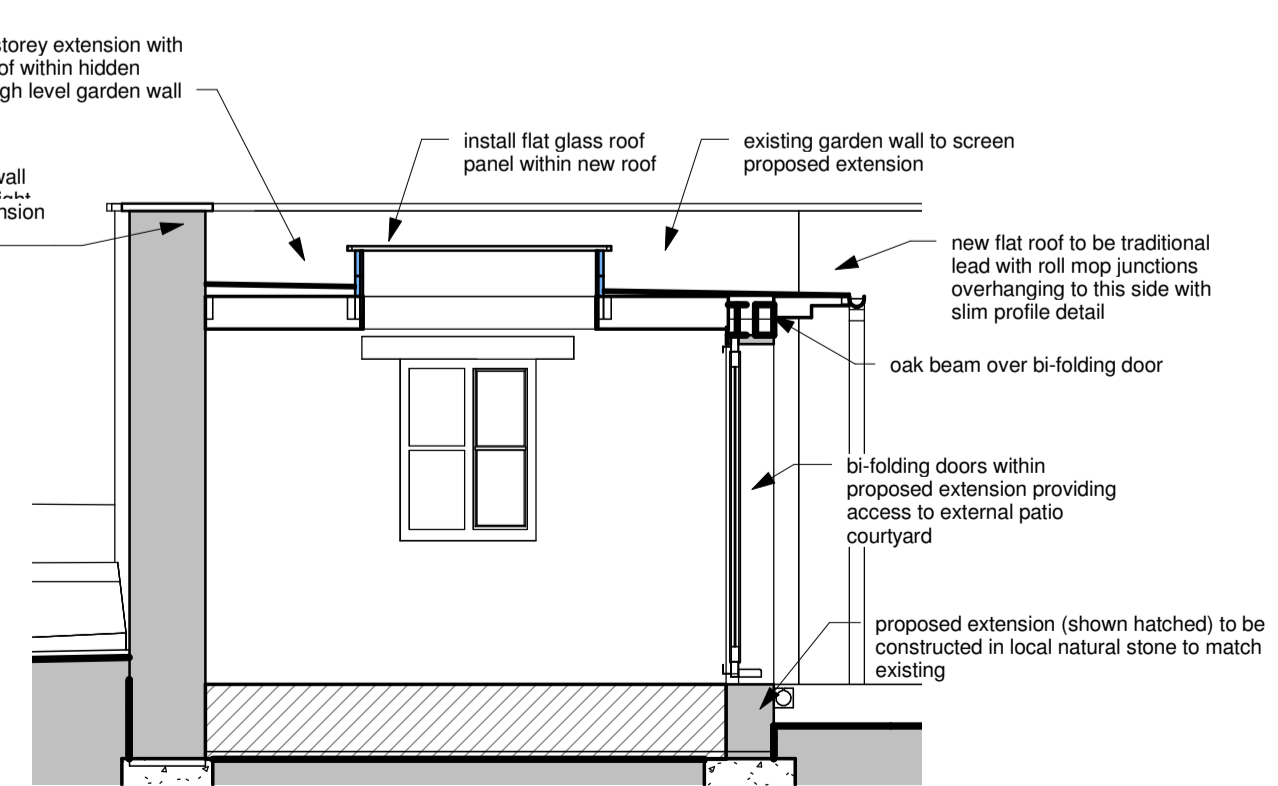 storey extension with
of within hidden
gh level garden wall
wall
nsion
install flat glass roof
panel within new roof
existing garden wall to screen
proposed extension
new flat roof to be traditional
lead with roll mop junctions
overhanging to this side with
slim profile detail
oak beam over bi-folding door
bi-folding doors within
proposed extension providing
access to external patio
courtyard
proposed extension (shown hatched) to be
constructed in local natural stone to match
existing